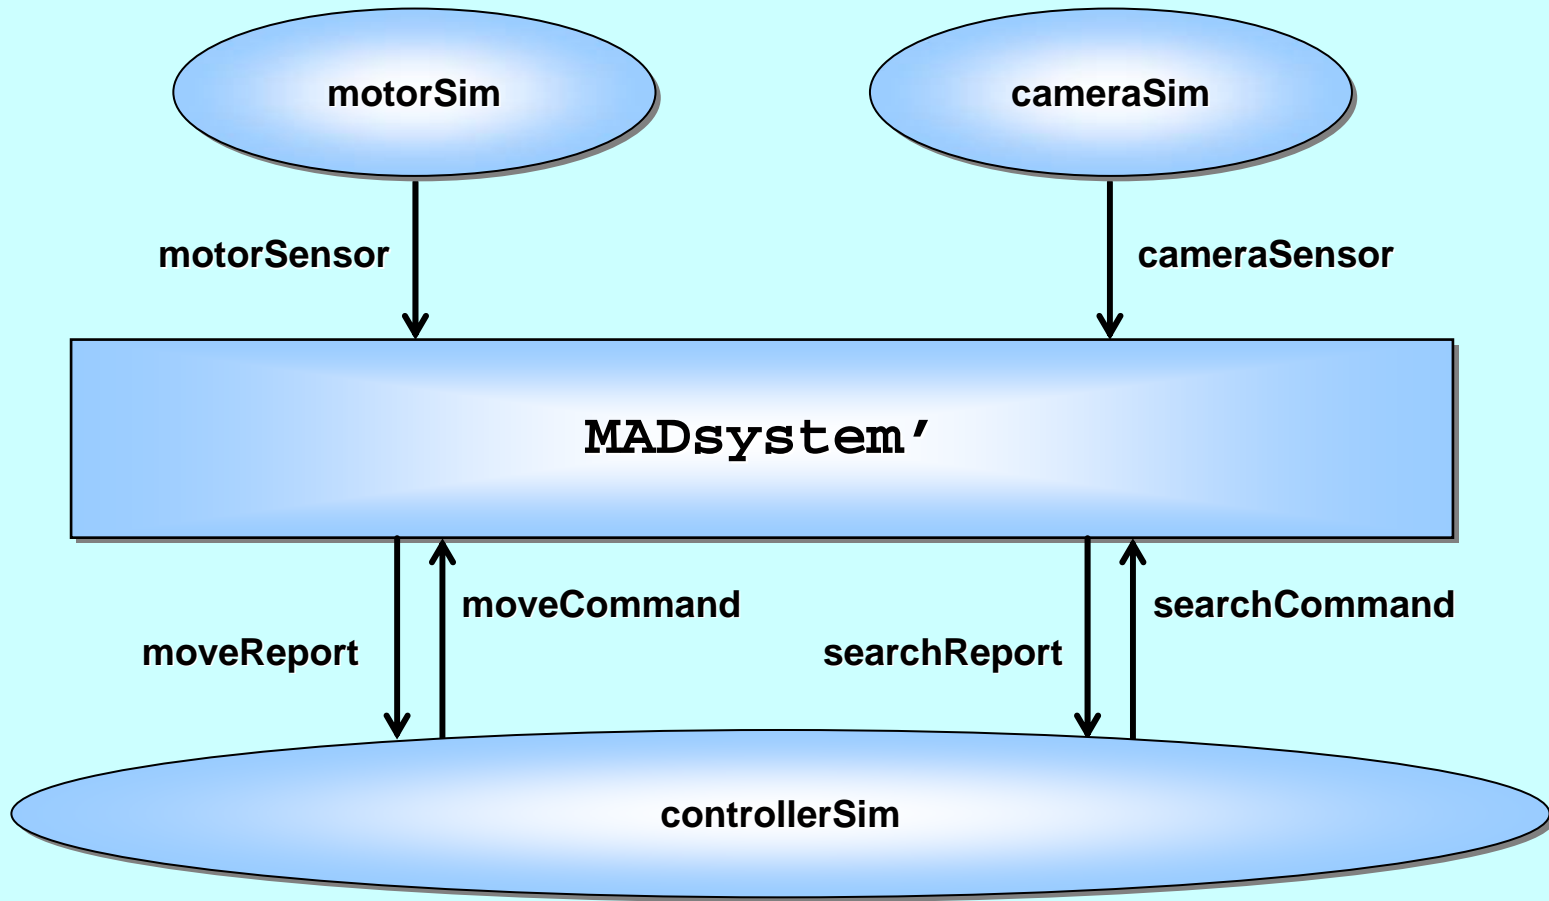 motorSim
cameraSim
motorSensor
cameraSensor
MADsystem’
moveCommand
searchCommand
moveReport
searchReport
controllerSim